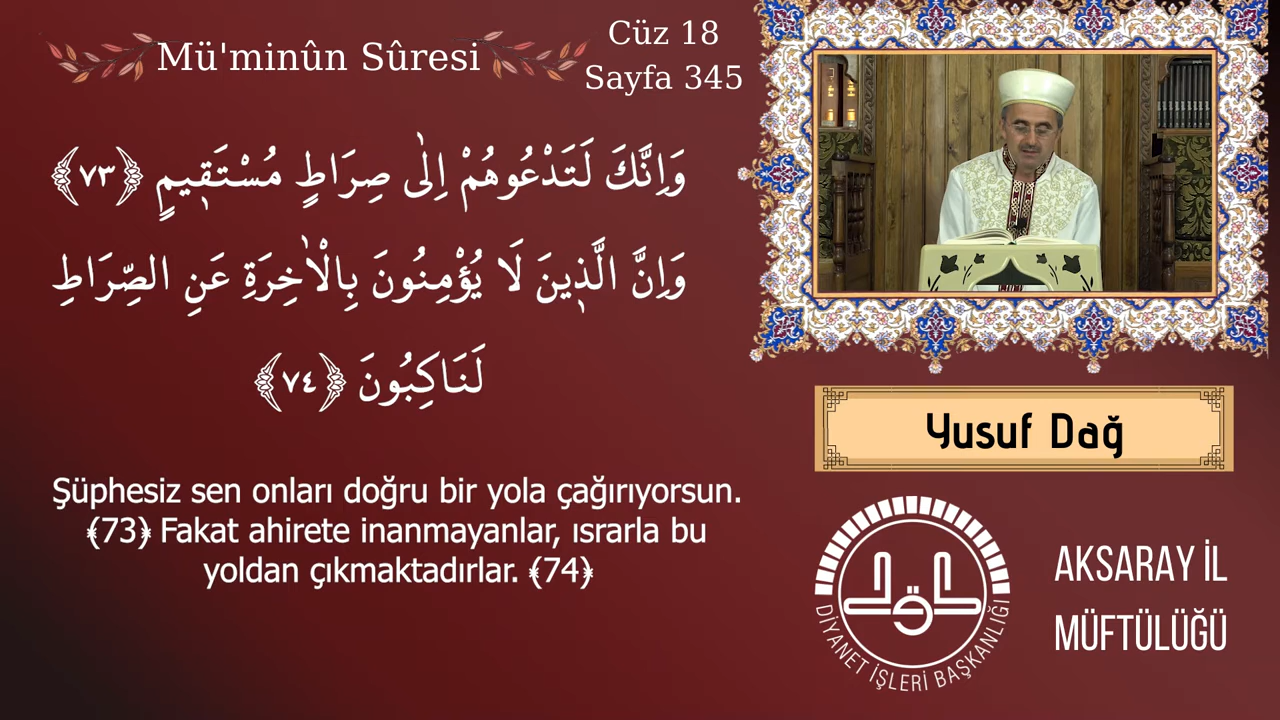 Mü'minûn Sûresi
Cüz 18
Sayfa 345
وَاِنَّكَ لَتَدْعُوهُمْ اِلٰى صِرَاطٍ مُسْتَق۪يمٍ ﴿٧٣﴾
وَاِنَّ الَّذ۪ينَ لَا يُؤْمِنُونَ بِالْاٰخِرَةِ عَنِ الصِّرَاطِ
لَنَاكِبُونَ ﴿٧٤﴾
Şüphesiz sen onları doğru bir yola çağırıyorsun.
﴾73﴿ Fakat ahirete inanmayanlar, ısrarla bu
yoldan çıkmaktadırlar. ﴾74﴿
Yusuf Dağ
DİYANET İŞLERİ BAŞKANLIĞI
AKSARAY İL
MÜFTÜLÜĞÜ